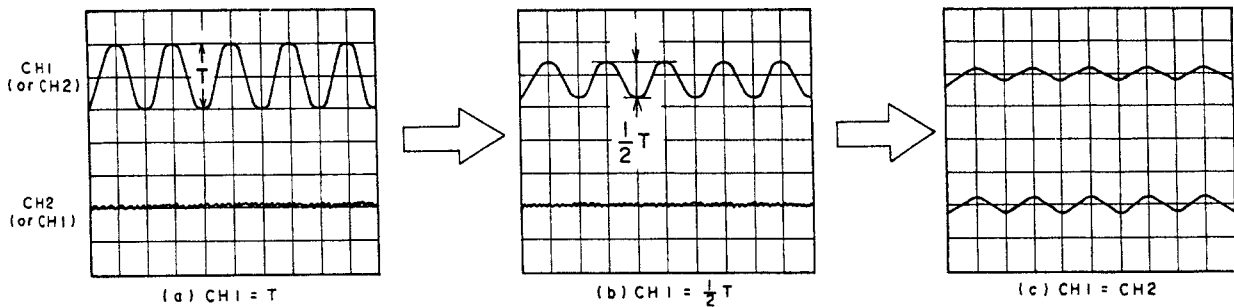 CH1
(or CH2)
T
CH2
(or CH1)
(a) CH1 = T
1/2 T
(b) CH1 = 1/2 T
(c) CH1 = CH2